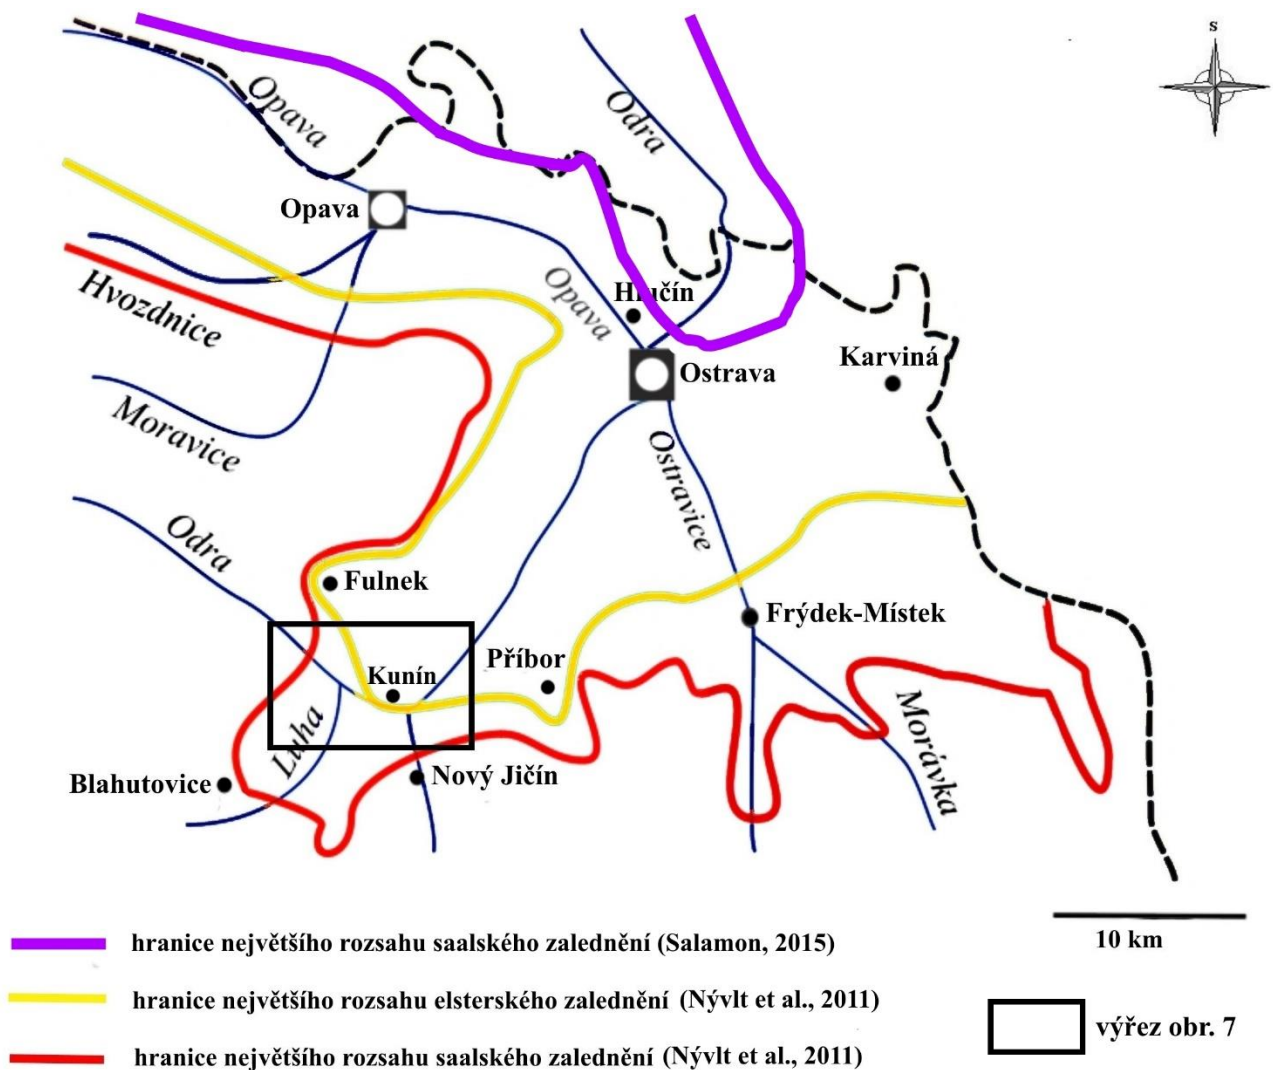 s
Opava
Odra
Opava
Opava
Hlučín
Hvozdnice
Ostrava
Karviná
Moravice
Ostravice
Odra
Fulnek
Frýdek-Místek
Příbor
Kunín
Luha
Morávka
Blahutovice
Nový Jičín
hranice největšího rozsahu saalského zalednění (Salamon, 2015)
10 km
hranice největšího rozsahu elsterského zalednění (Nývlt et al., 2011)
výřez obr. 7
hranice největšího rozsahu saalského zalednění (Nývlt et al., 2011)